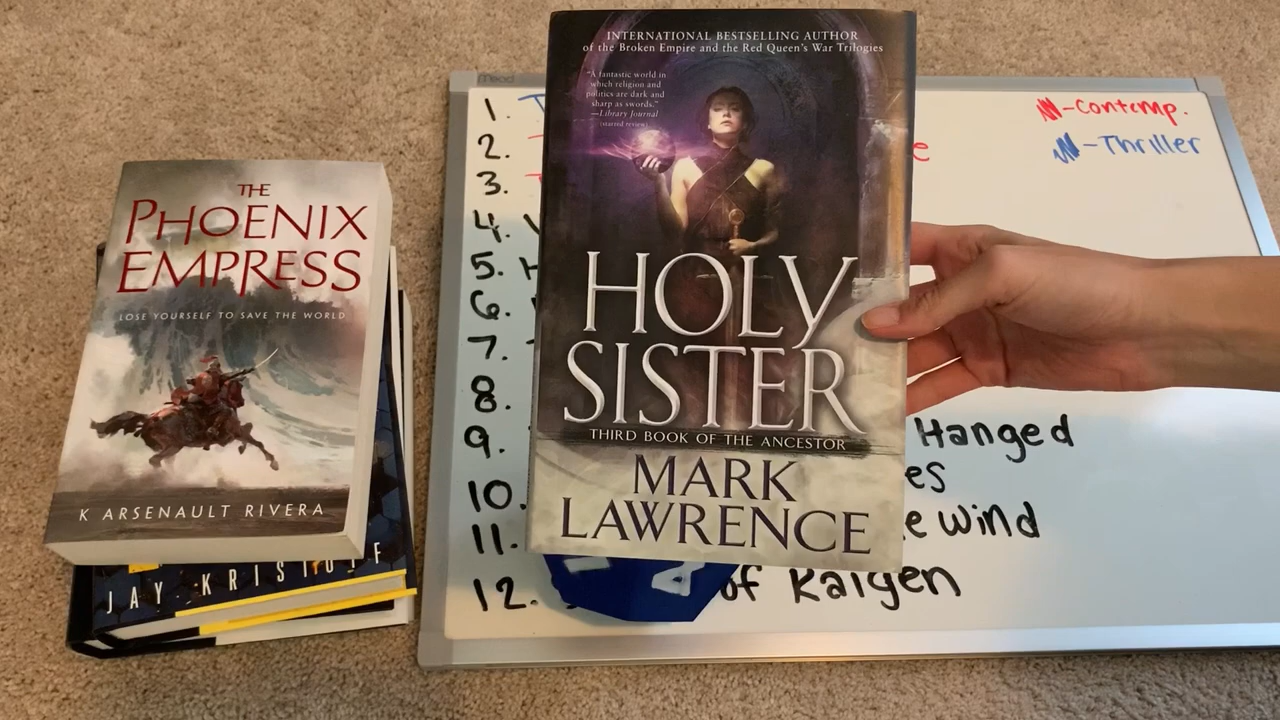 THE
PHOENIX
EMPRESS
LOSE YOURSELF TO SAVE THE WORLD
K ARSENAULT RIVERA
JAY KRISTOFF
INTERNATIONAL BESTSELLING AUTHOR
of the Broken Empire and the Red Queen's War Trilogies
"A fantastic world in
which religion and
politics are dark and
sharp as swords."
—Library Journal
(starred review)
HOLY
SISTER
THIRD BOOK OF THE ANCESTOR
MARK
LAWRENCE
Mead
1. T
2.
3.
4.
5. H
6.
7.
8.
9. Hanged
10. es
11. e Wind
12. of Kaigen
-Contemp.
-Thriller